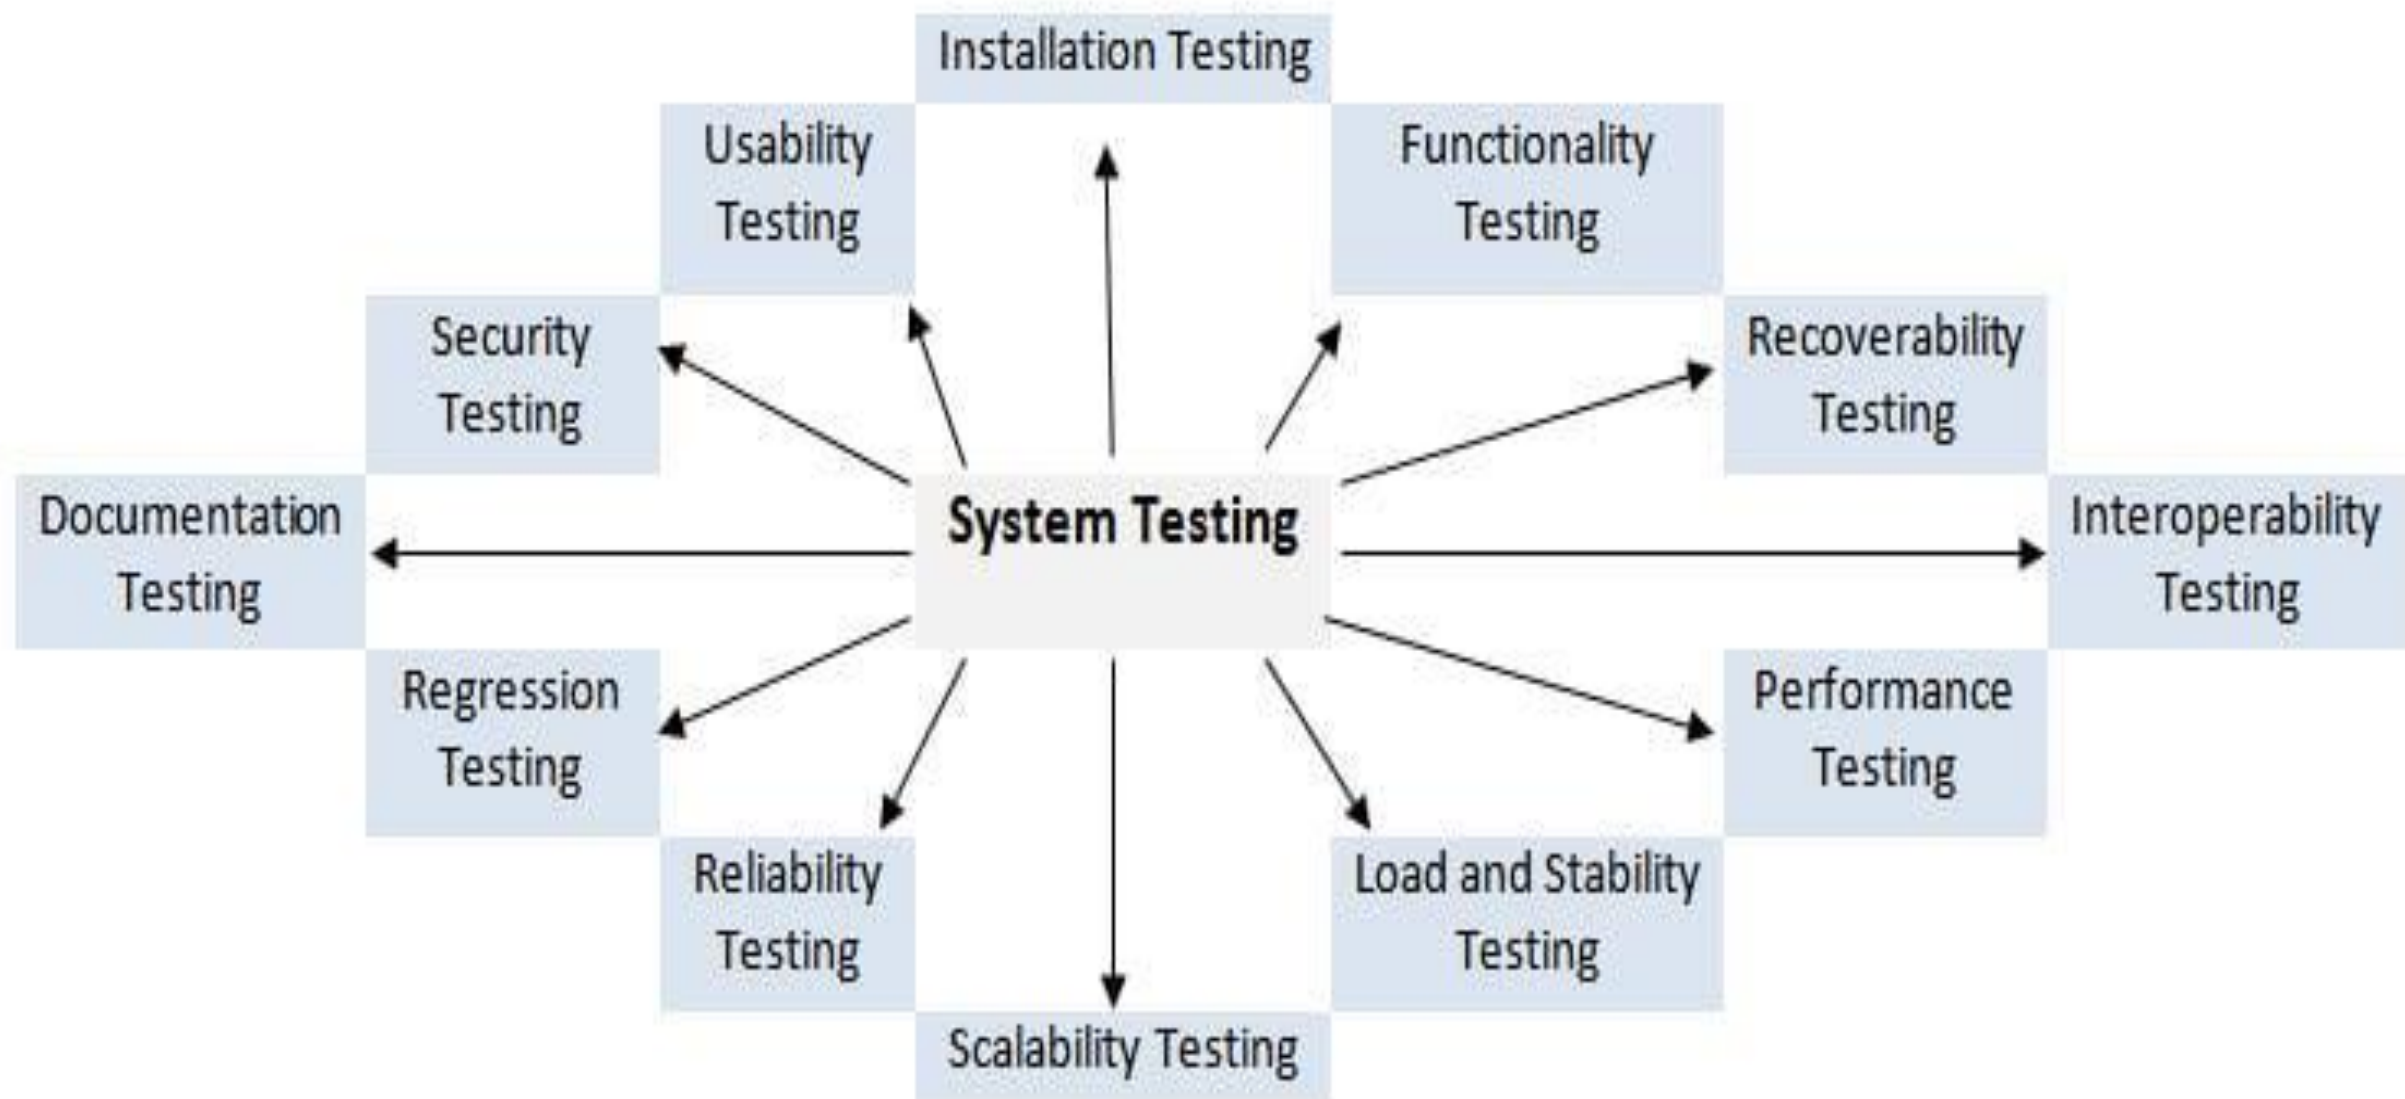 Installation Testing
Usability
Testing
Functionality
Testing
Security
Testing
Recoverability
Testing
Documentation
Testing
System Testing
Interoperability
Testing
Regression
Testing
Performance
Testing
Reliability
Testing
Load and Stability
Testing
Scalability Testing